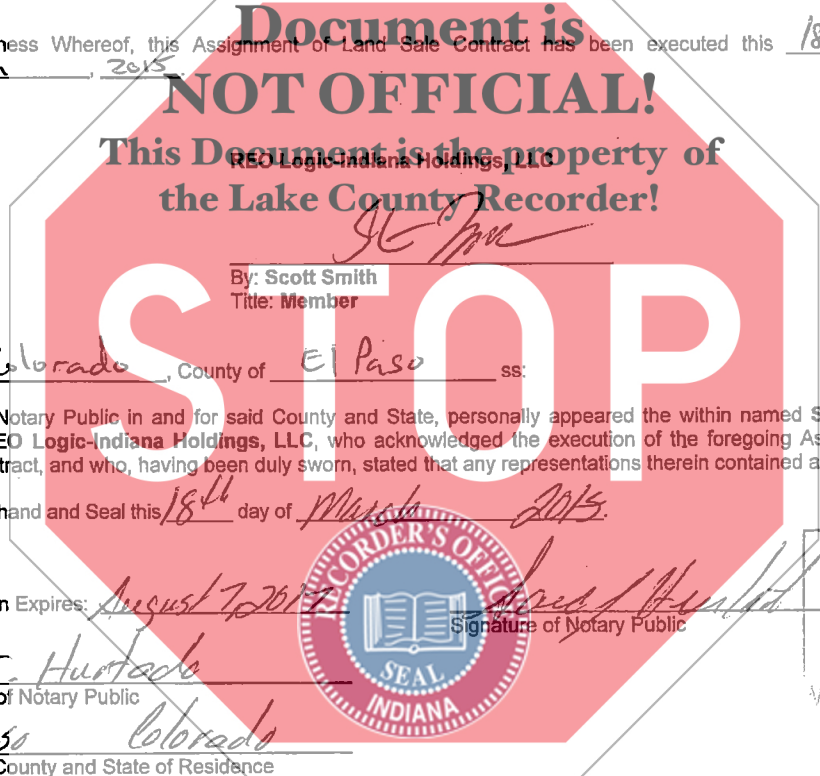 Document is
ness Whereof, this Assignment of Land Sale Contract has been executed this 18
, 2015
NOT OFFICIAL!
This Document is the property of
REO Logic-Indiana Holdings, LLC
the Lake County Recorder!
By: Scott Smith
Title: Member
STOP
olorado, County of El Paso ss:
Notary Public in and for said County and State, personally appeared the within named S
EO Logic-Indiana Holdings, LLC, who acknowledged the execution of the foregoing As
tract, and who, having been duly sworn, stated that any representations therein contained a
hand and Seal this 18th day of March 2015.
RECORDER'S OFFIC
SEAL
INDIANA
n Expires: August 7, 2017
Signature of Notary Public
Hurtado
of Notary Public
so Colorado
County and State of Residence